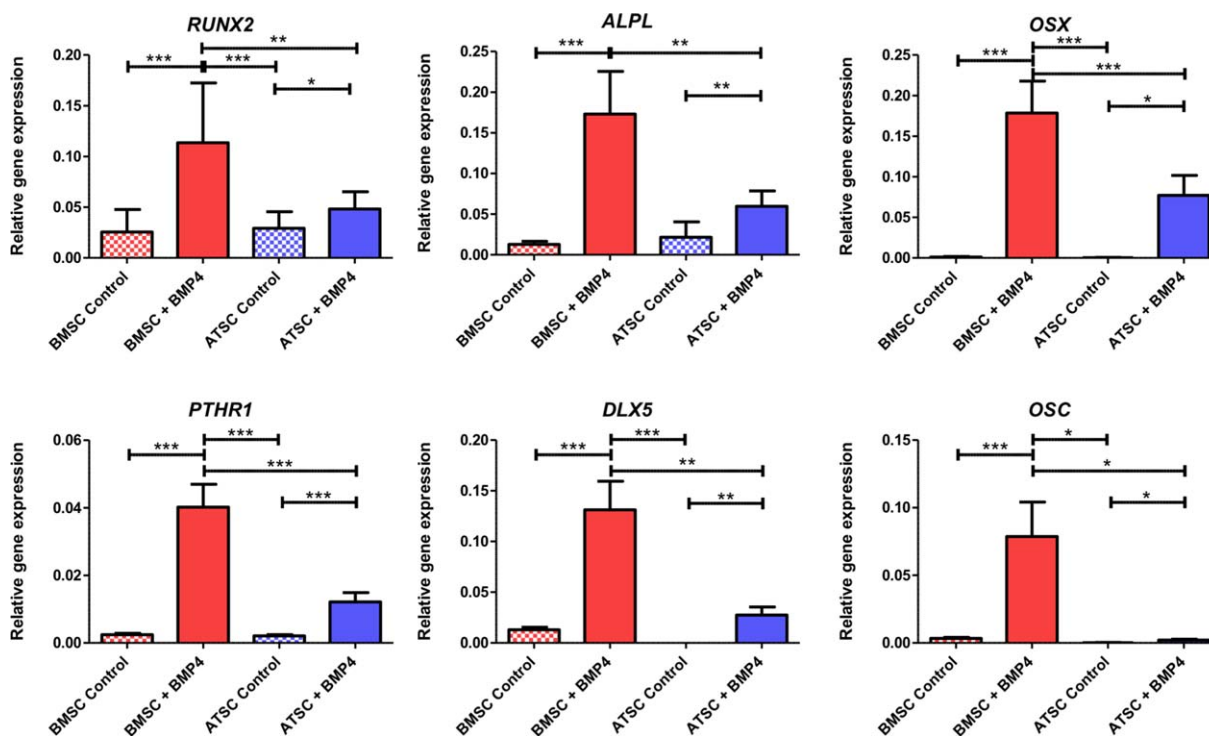 RUNX2
Relative gene expression
0.20
0.15
0.10
0.05
0.00
***
**
***
*
BMSC Control
BMSC + BMP4
ATSC Control
ATSC + BMP4
ALPL
Relative gene expression
0.25
0.20
0.15
0.10
0.05
0.00
***
**
**
BMSC Control
BMSC + BMP4
ATSC Control
ATSC + BMP4
OSX
Relative gene expression
0.25
0.20
0.15
0.10
0.05
0.00
***
***
***
*
BMSC Control
BMSC + BMP4
ATSC Control
ATSC + BMP4
PTHR1
Relative gene expression
0.06
0.04
0.02
0.00
***
***
***
***
BMSC Control
BMSC + BMP4
ATSC Control
ATSC + BMP4
DLX5
Relative gene expression
0.20
0.15
0.10
0.05
0.00
***
***
**
**
BMSC Control
BMSC + BMP4
ATSC Control
ATSC + BMP4
OSC
Relative gene expression
0.15
0.10
0.05
0.00
***
*
*
*
BMSC Control
BMSC + BMP4
ATSC Control
ATSC + BMP4